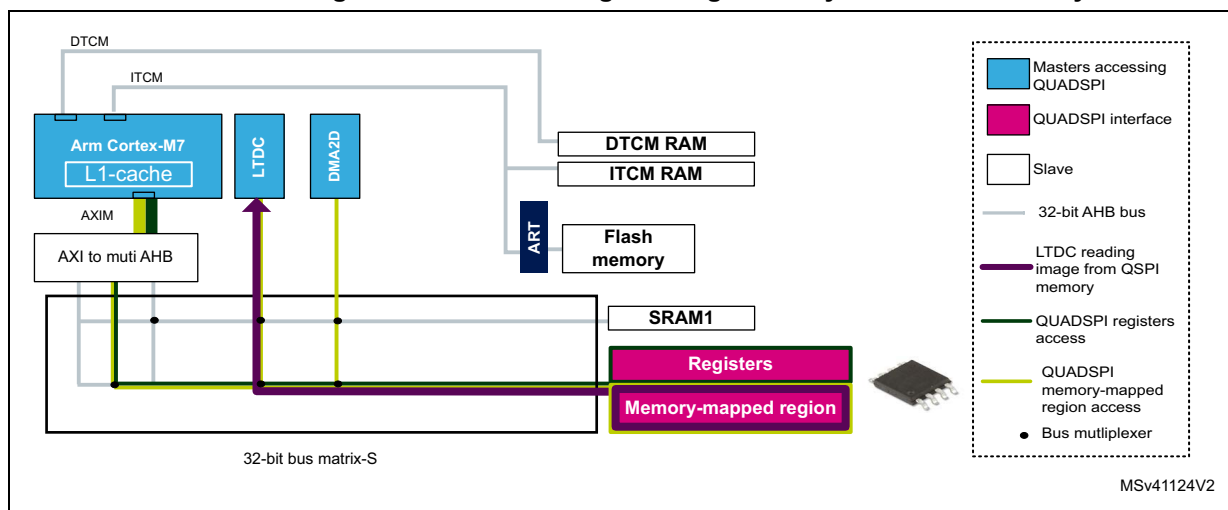 DTCM
ITCM
Arm Cortex-M7
L1-cache
LTDC
DMA2D
AXIM
AXI to muti AHB
DTCM RAM
ITCM RAM
ART
Flash
memory
SRAM1
Registers
Memory-mapped region
32-bit bus matrix-S
Masters accessing
QUADSPI
QUADSPI interface
Slave
32-bit AHB bus
LTDC reading
image from QSPI
memory
QUADSPI registers
access
QUADSPI
memory-mapped
region access
Bus mutliplexer
MSv41124V2